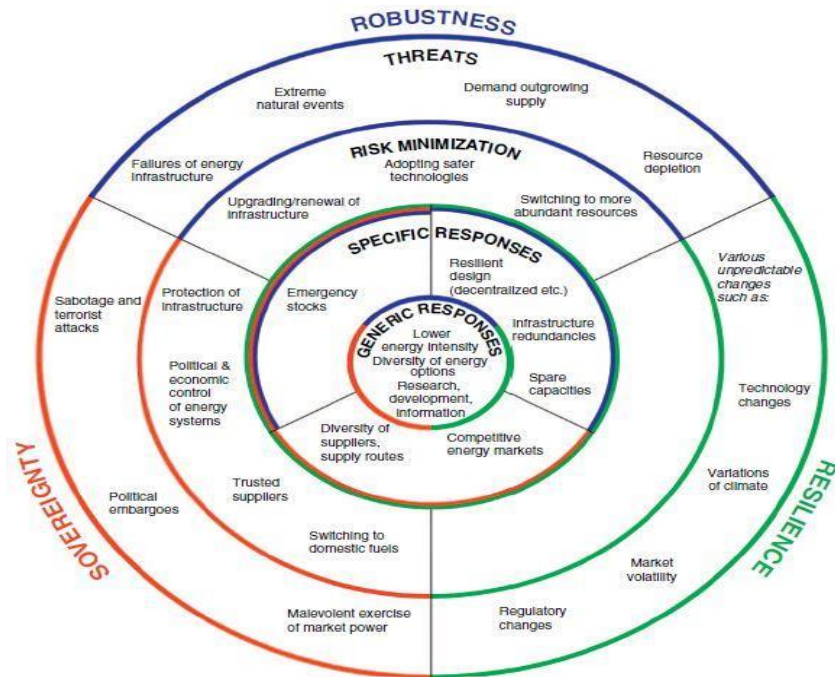 ROBUSTNESS
THREATS
Extreme
natural events
Demand outgrowing
supply
Failures of energy
infrastructure
Resource
depletion
RISK MINIMIZATION
Adopting safer
technologies
Upgrading/renewal of
infrastructure
Switching to more
abundant resources
SPECIFIC RESPONSES
Resilient
design
(decentralized etc.)
Emergency
stocks
Infrastructure
redundancies
Spare
capacities
GENERIC RESPONSES
Lower
energy intensity
Diversity of energy
options
Research,
development,
information
Diversity of
suppliers,
supply routes
Competitive
energy markets
Protection of
infrastructure
Political &
economic
control
of energy
systems
Trusted
suppliers
Switching to
domestic fuels
SOVEREIGNTY
Sabotage and
terrorist
attacks
Political
embargoes
Malevolent exercise
of market power
RESILIENCE
Various
unpredictable
changes
such as:
Technology
changes
Variations
of climate
Market
volatility
Regulatory
changes